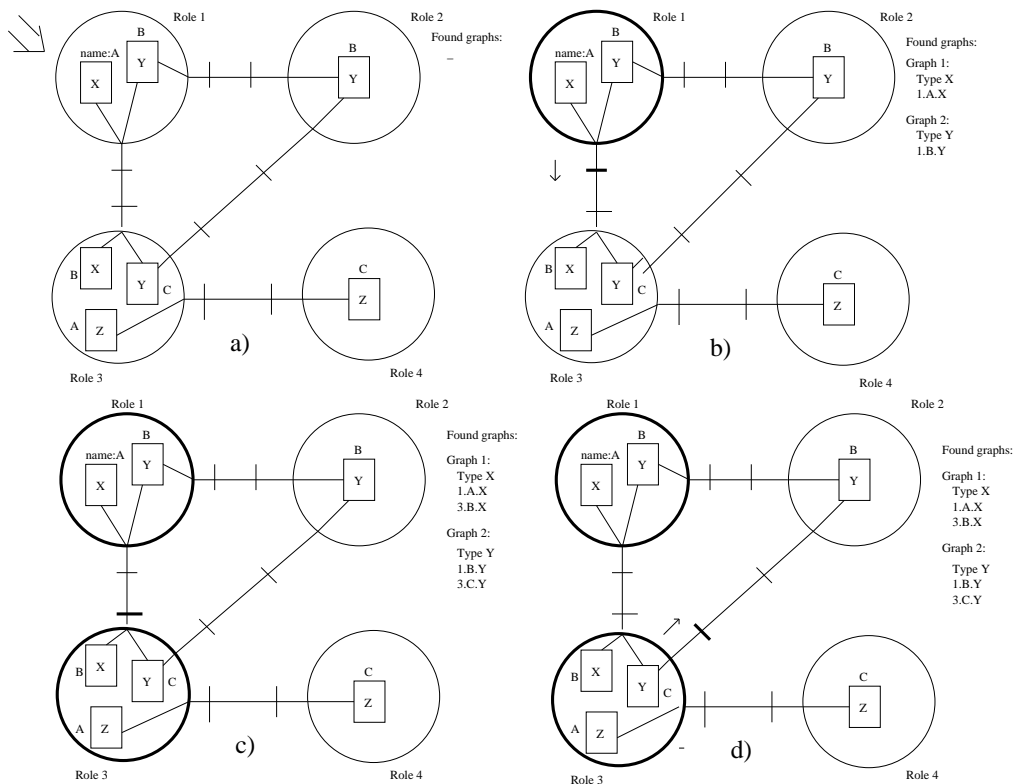 Role 1
Role 2
name:A
B
X
Y
B
Y
Found graphs:
–
B
X
Y
C
A
Z
C
Z
a)
Role 3
Role 4
Role 1
Role 2
name:A
B
X
Y
B
Y
Found graphs:
Graph 1:
Type X
1.A.X
Graph 2:
Type Y
1.B.Y
B
X
Y
C
A
Z
C
Z
b)
Role 3
Role 4
Role 1
Role 2
name:A
B
X
Y
B
Y
Found graphs:
Graph 1:
Type X
1.A.X
3.B.X
Graph 2:
Type Y
1.B.Y
3.C.Y
B
X
Y
C
A
Z
C
Z
c)
Role 3
Role 4
Role 1
Role 2
name:A
B
X
Y
B
Y
Found graphs:
Graph 1:
Type X
1.A.X
3.B.X
Graph 2:
Type Y
1.B.Y
3.C.Y
B
X
Y
C
A
Z
–
C
Z
d)
Role 3
Role 4